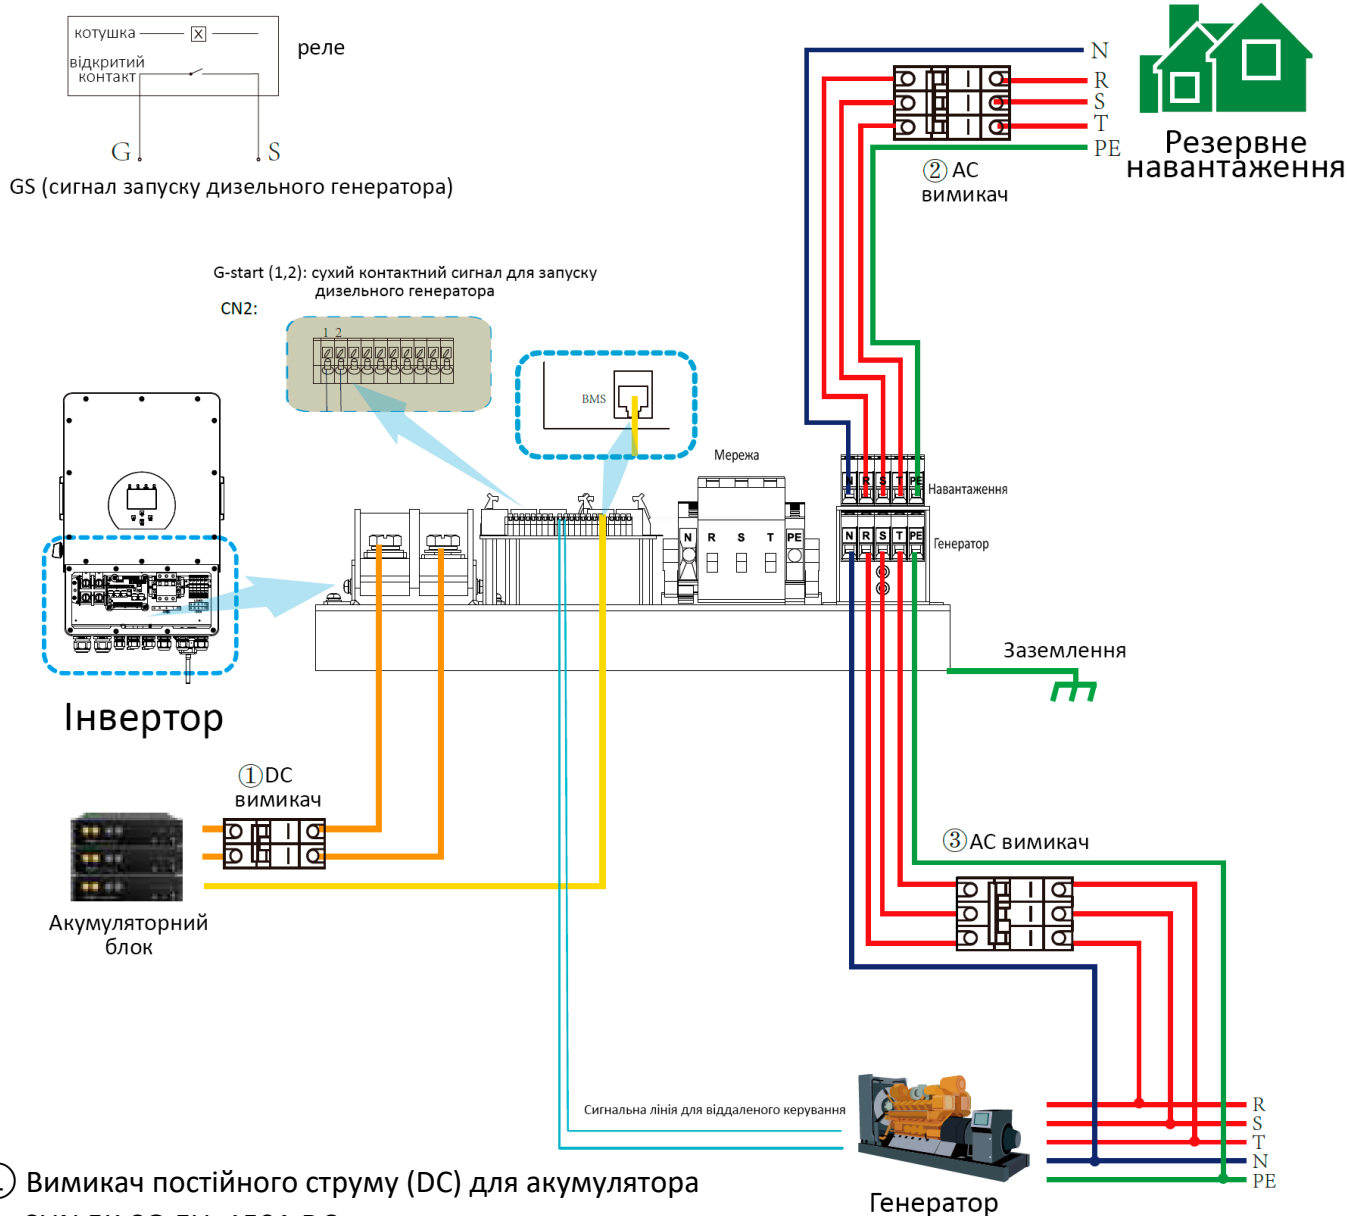 котушка
X
реле
відкритий
контакт
G
S
GS (сигнал запуску дизельного генератора)
N
R
S
T
PE
Резервне
навантаження
② AC
вимикач
G-start (1,2): сухий контактний сигнал для запуску
дизельного генератора
CN2:
1 2
BMS
Мережа
N R S T PE
Навантаження
N R S T PE
Генератор
N R S T PE
Заземлення
Інвертор
① DC
вимикач
Акумуляторний
блок
③ AC вимикач
Сигнальна лінія для віддаленого керування
Генератор
R
S
T
N
PE
Вимикач постійного струму (DC) для акумулятора